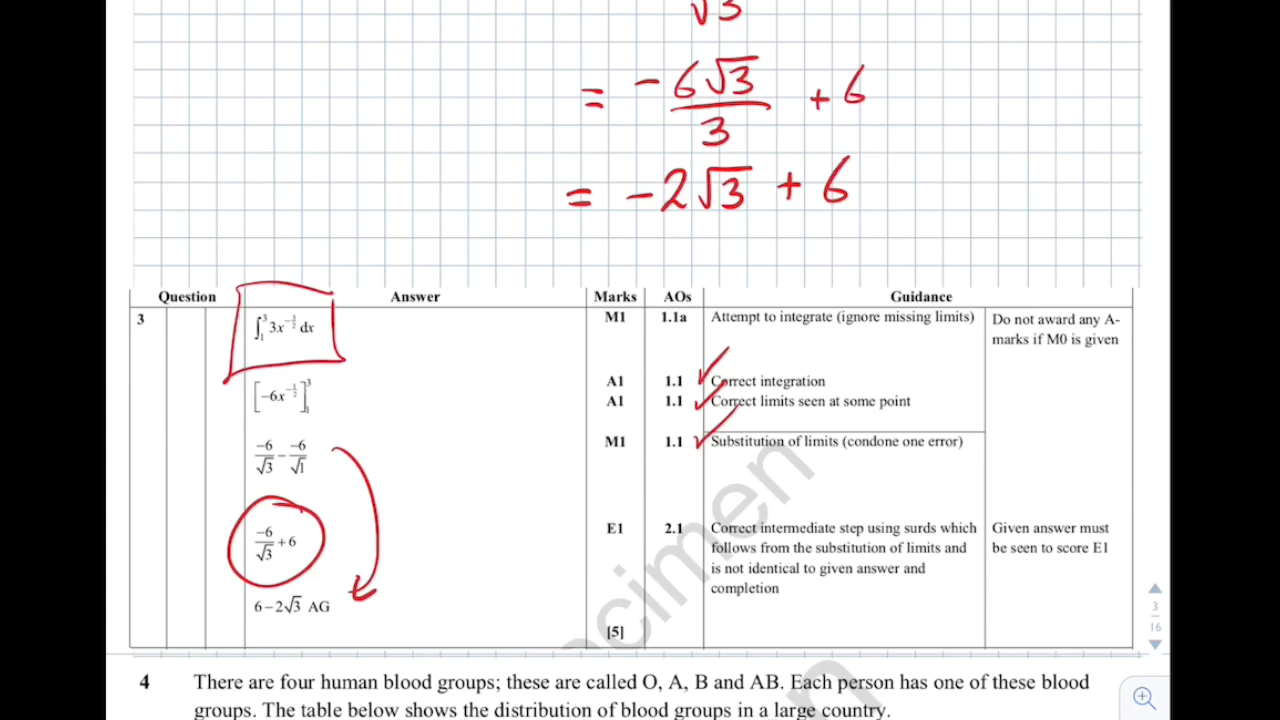 √3
= -6√3/3 + 6
= -2√3 + 6
Question Answer Marks AOs Guidance
3 ∫₁³ 3x^(-3/2) dx M1 1.1a Attempt to integrate (ignore missing limits) Do not award any A-
marks if M0 is given
[-6x^(-1/2)]₁³ A1 1.1 Correct integration
A1 1.1 Correct limits seen at some point
-6/√3 - -6/√1 M1 1.1 Substitution of limits (condone one error)
-6/√3 + 6 E1 2.1 Correct intermediate step using surds which Given answer must
follows from the substitution of limits and be seen to score E1
is not identical to given answer and
completion
6-2√3 AG
[5]
3
16
4 There are four human blood groups; these are called O, A, B and AB. Each person has one of these blood
groups. The table below shows the distribution of blood groups in a large country.